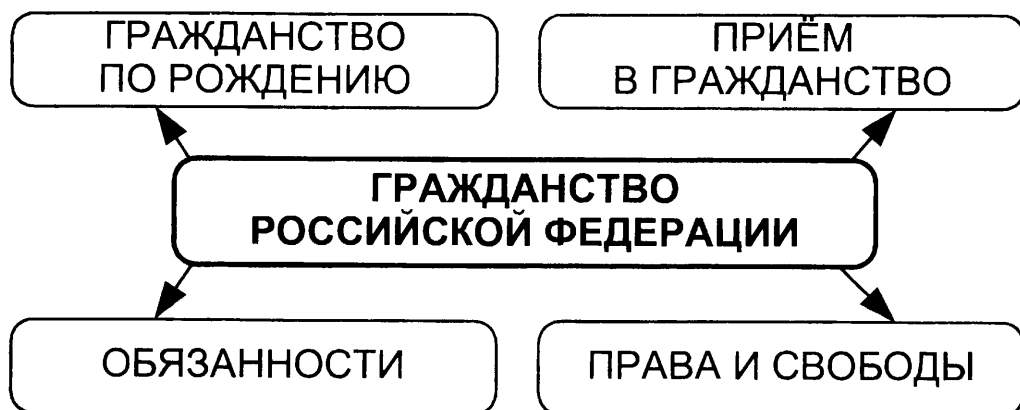 ГРАЖДАНСТВО
ПО РОЖДЕНИЮ
ПРИЁМ
В ГРАЖДАНСТВО
ГРАЖДАНСТВО
РОССИЙСКОЙ ФЕДЕРАЦИИ
ОБЯЗАННОСТИ
ПРАВА И СВОБОДЫ